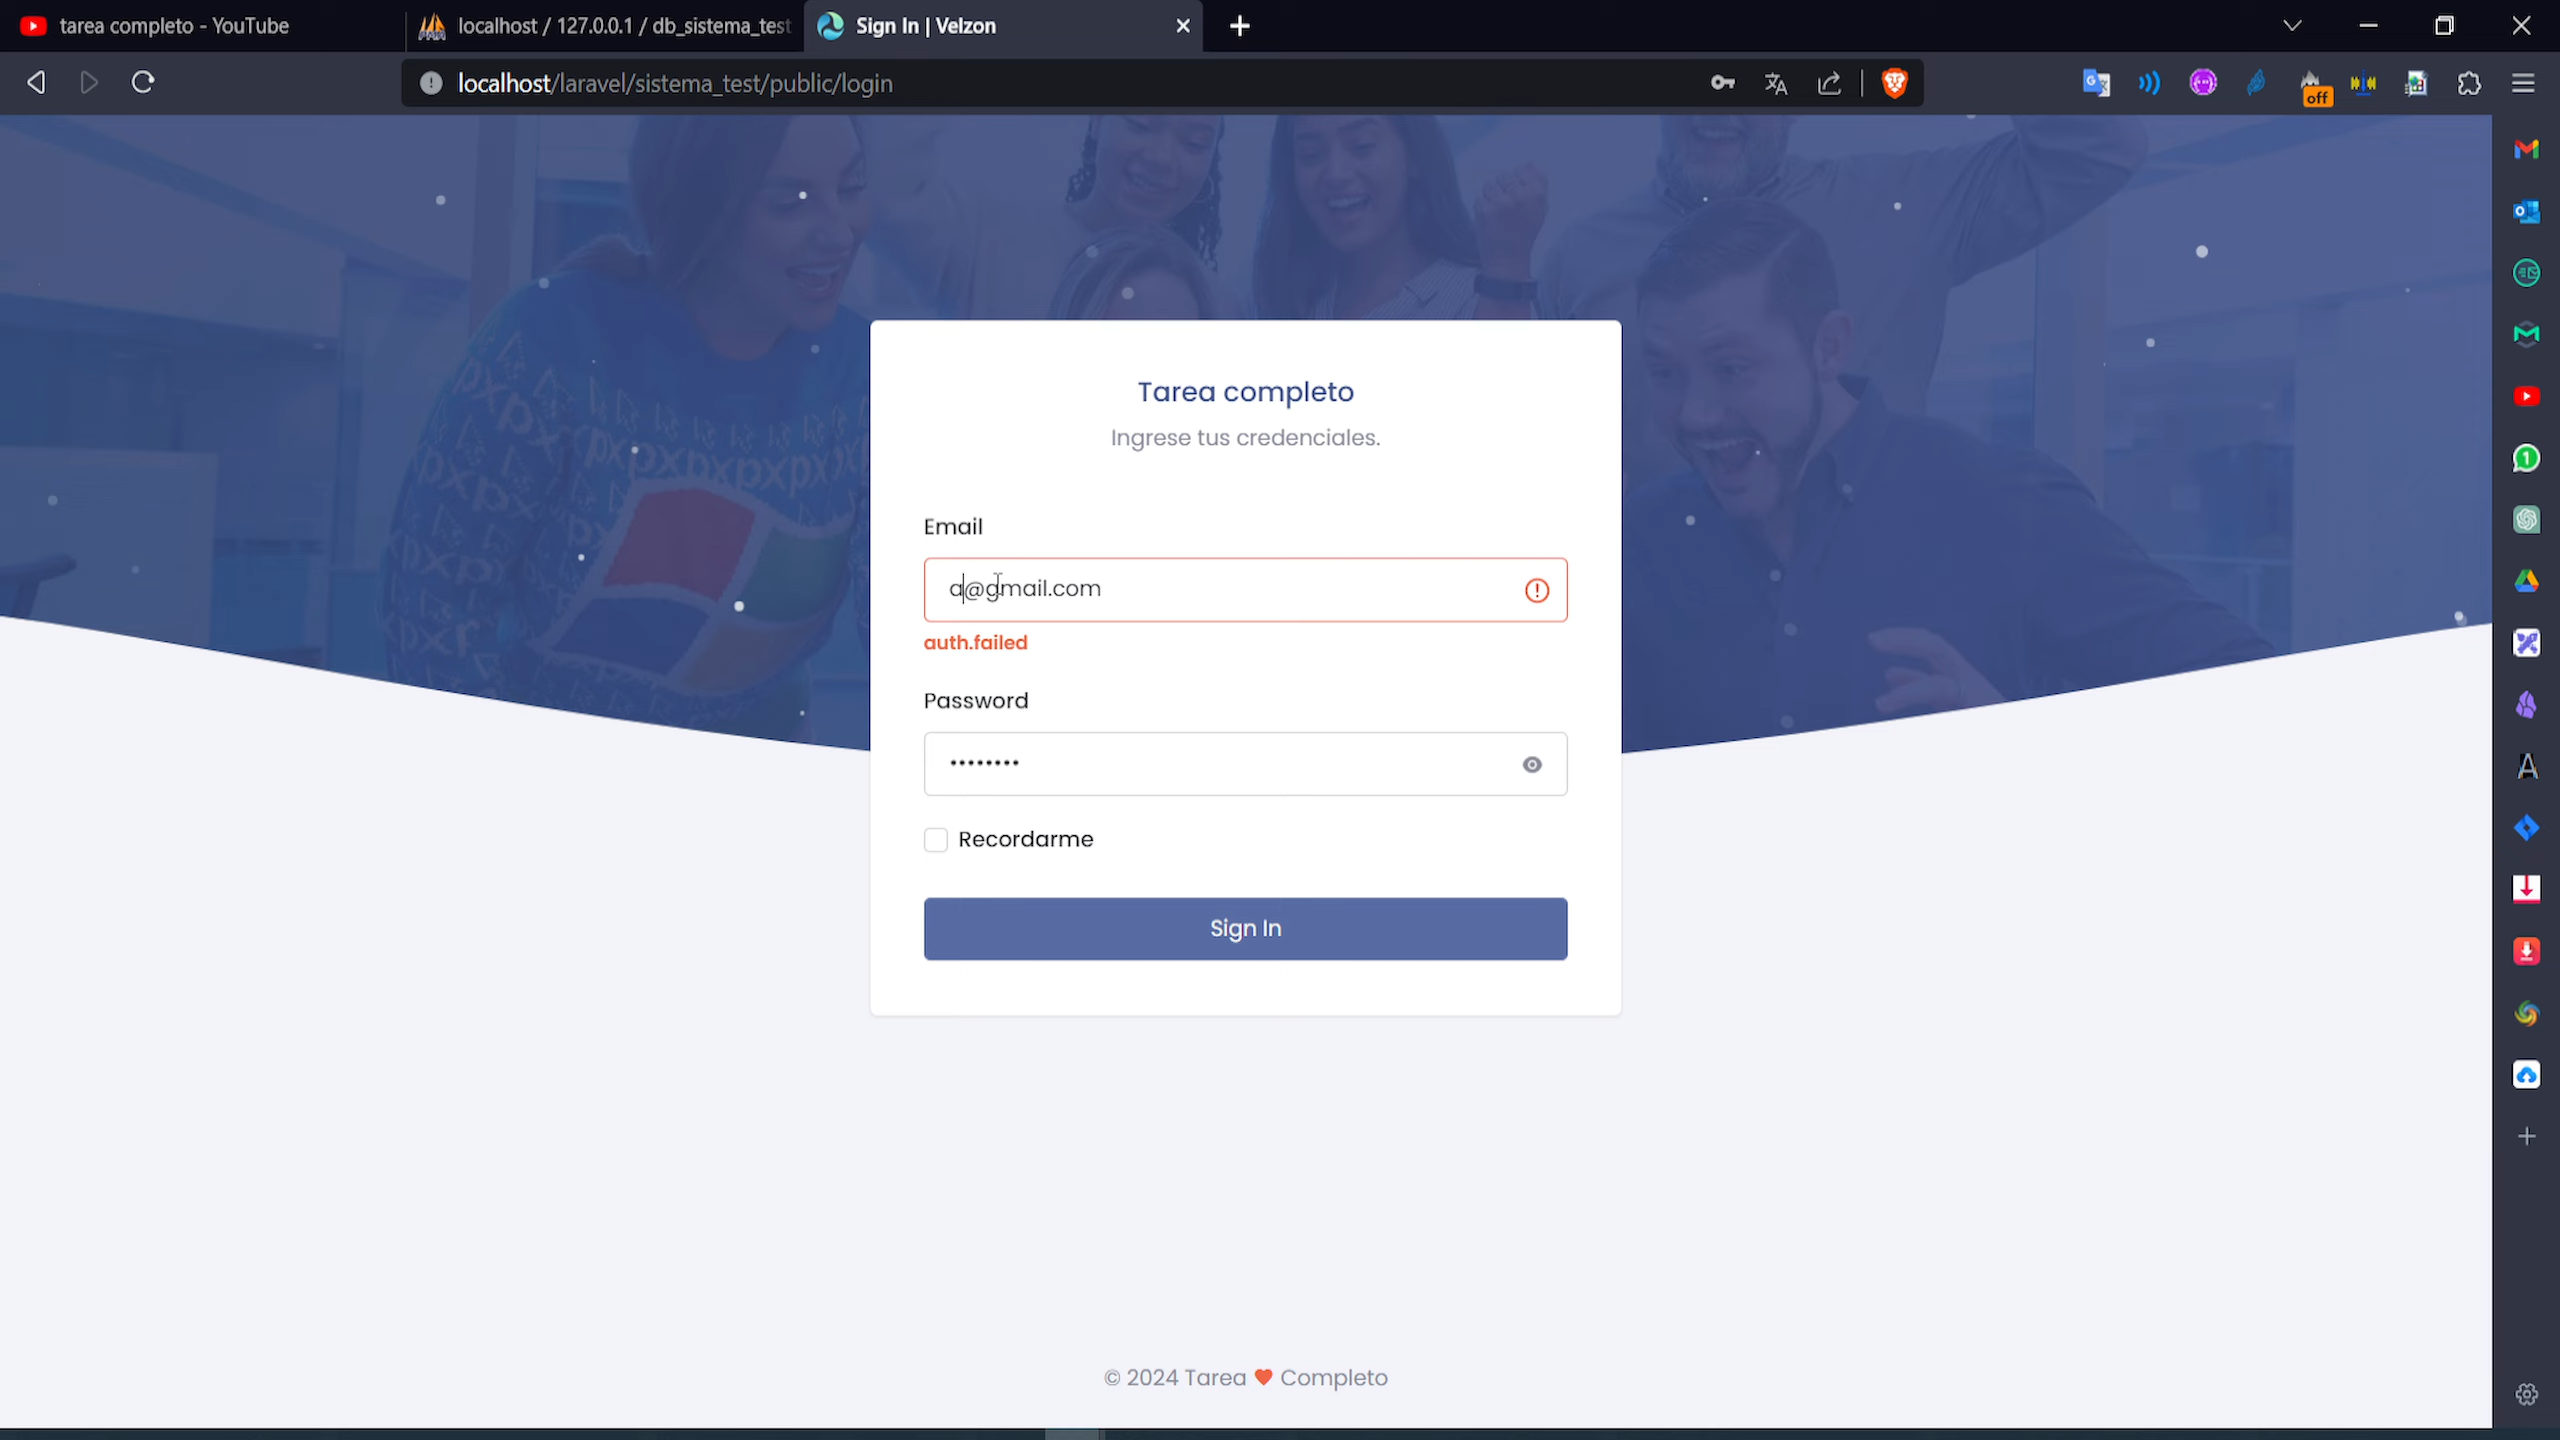 tarea completo - YouTube
localhost / 127.0.0.1 / db_sistema_test
Sign In | Velzon
localhost/laravel/sistema_test/public/login
off
Tarea completo
Ingrese tus credenciales.
Email
a@gmail.com
auth.failed
Password
••••••••
Recordarme
Sign In
© 2024 Tarea ❤ Completo